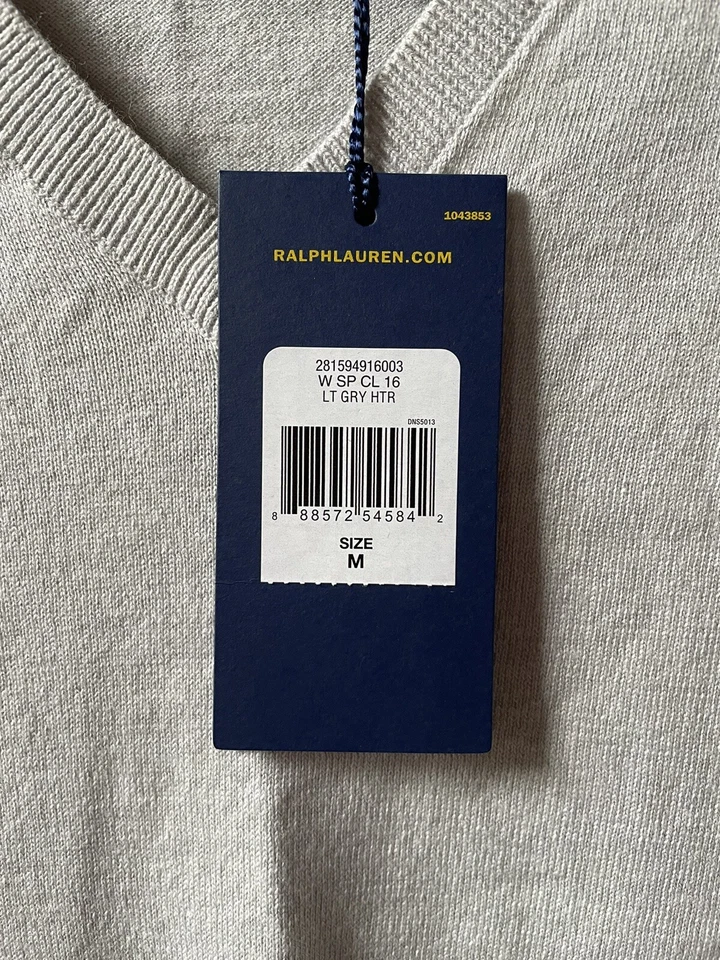 1043853
RALPHLAUREN.COM
281594916003
W SP CL 16
LT GRY HTR
DNS5013
8 88572 54584 2
SIZE
M